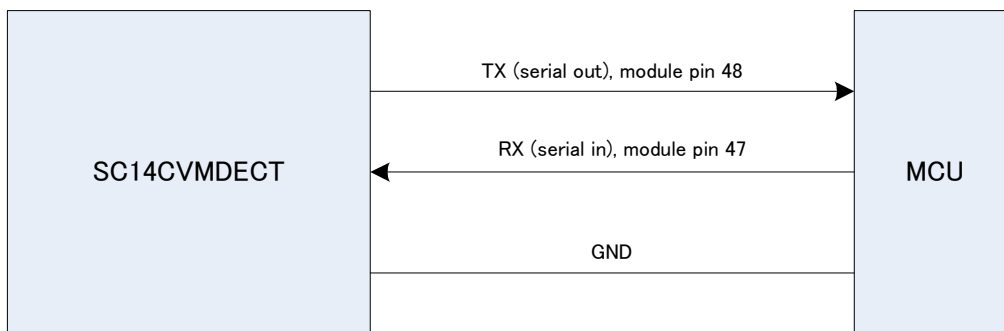 TX (serial out), module pin 48
RX (serial in), module pin 47
SC14CVMDECT
MCU
GND